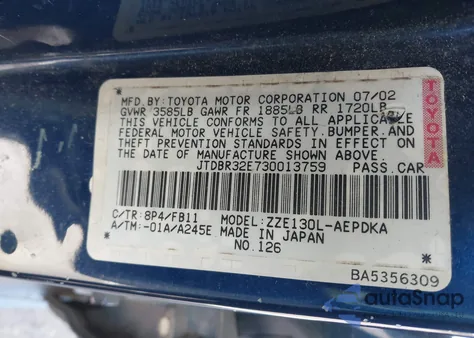 MFD.BY:TOYOTA MOTOR CORPORATION 07/02
GVWR 3585LB GAWR FR 1885LB RR 1720LB
THIS VEHICLE CONFORMS TO ALL APPLICABLE
FEDERAL MOTOR VEHICLE SAFETY.BUMPER.AND
THEFT PREVENTION STANDARDS IN EFFECT ON
THE DATE OF MANUFACTURE SHOWN ABOVE.
JTDBR32E730013759 PASS.CAR
TOYOTA
C/TR:8P4/FB11 MODEL:ZZE130L-AEPDKA
A/TM:-01A/A245E MADE IN JAPAN
NO.126
BA5356309
autoSnap